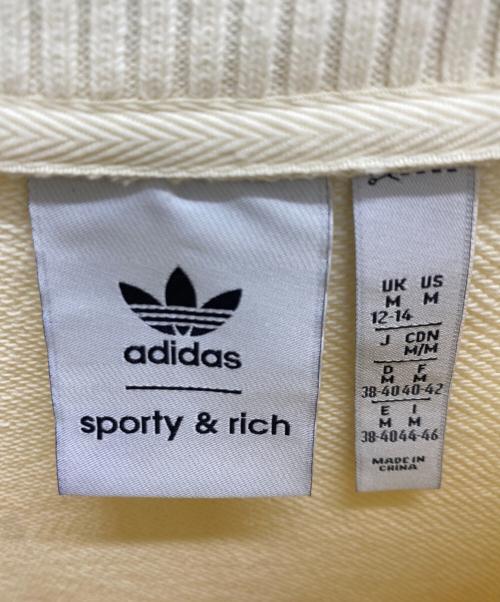 adidas
sporty & rich
UK US
M M
12-14
J CDN
M/M
D F
M M
38-40 40-42
E I
M M
38-40 44-46
MADE IN
CHINA